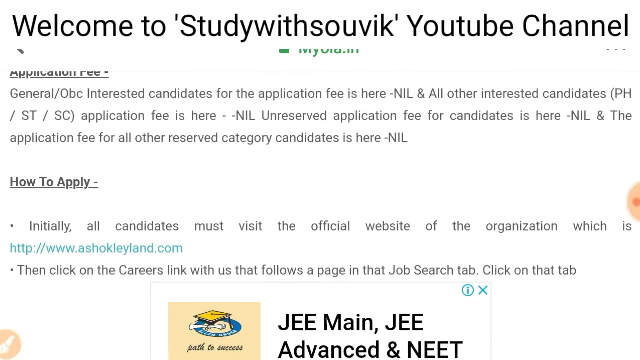 Welcome to 'Studywithsouvik' Youtube Channel
Myola.in
Application Fee -
General/Obc Interested candidates for the application fee is here -NIL & All other interested candidates (PH
/ ST / SC) application fee is here - -NIL Unreserved application fee for candidates is here -NIL & The
application fee for all other reserved category candidates is here -NIL
How To Apply -
• Initially, all candidates must visit the official website of the organization which is
http://www.ashokleyland.com
• Then click on the Careers link with us that follows a page in that Job Search tab. Click on that tab
JEE Main, JEE
path to success
Advanced & NEET